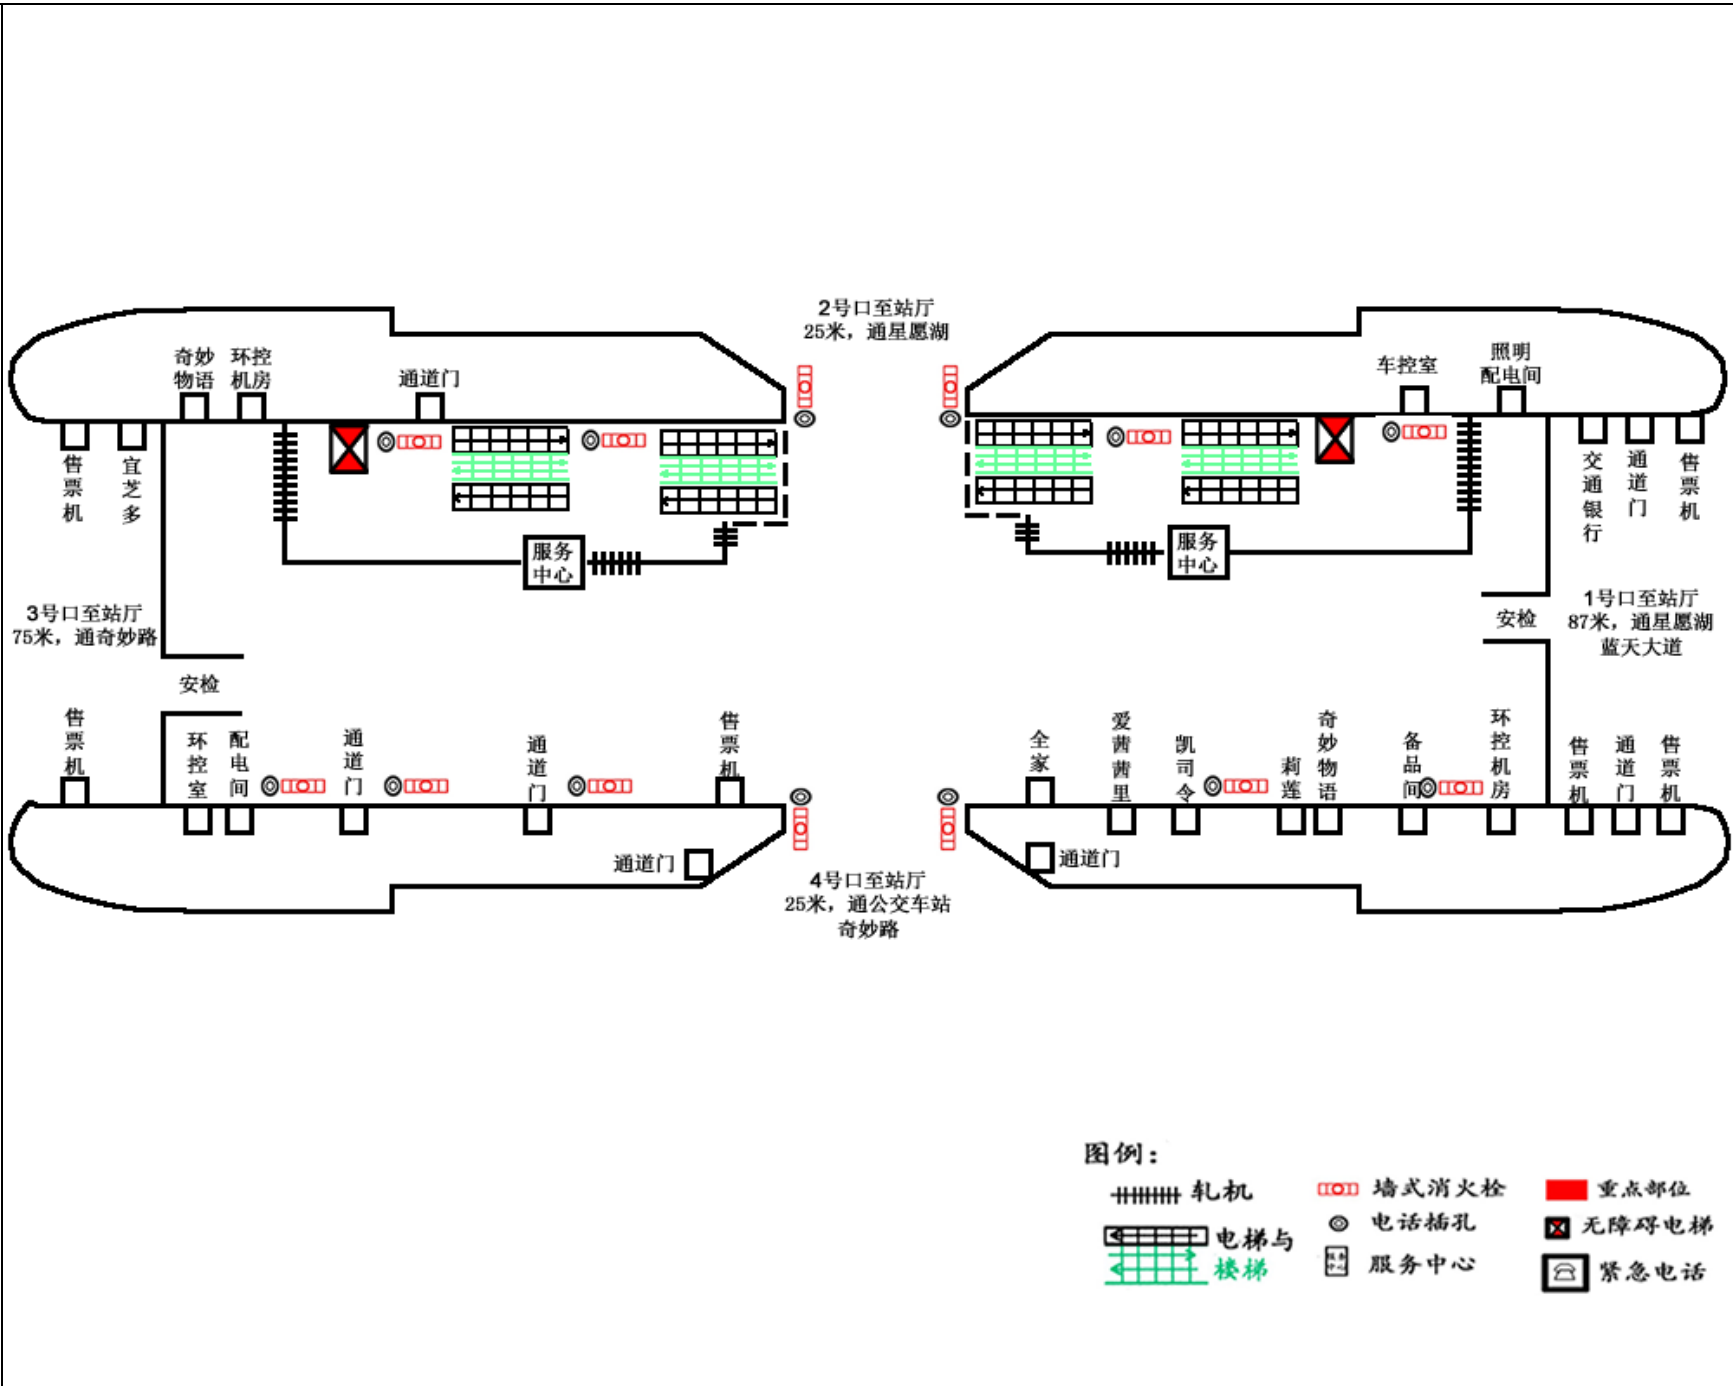 2号口至站厅
25米，通星愿湖
奇妙
物语
环控
机房
通道门
车控室
照明
配电间
售票机
宜芝多
交通银行
通道门
售票机
服务
中心
服务
中心
3号口至站厅
75米，通奇妙路
安检
安检
1号口至站厅
87米，通星愿湖
蓝天大道
售票机
环控室
配电间
通道门
通道门
售票机
全家
爱茜茜里
凯司令
莉莲
奇妙物语
备品间
环控机房
售票机
通道门
售票机
通道门
通道门
4号口至站厅
25米，通公交车站
奇妙路
图例：
轧机
墙式消火栓
重点部位
电梯与
楼梯
电话插孔
无障碍电梯
服务中心
服务中心
紧急电话